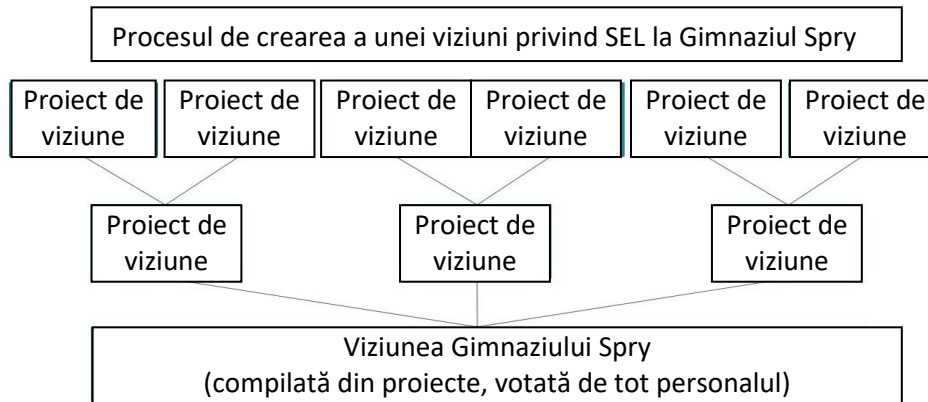 Procesul de crearea a unei viziuni privind SEL la Gimnaziul Spry
Proiect de
viziune
Proiect de
viziune
Proiect de
viziune
Proiect de
viziune
Proiect de
viziune
Proiect de
viziune
Proiect de
viziune
Proiect de
viziune
Proiect de
viziune
Viziunea Gimnaziului Spry
(compilată din proiecte, votată de tot personalul)